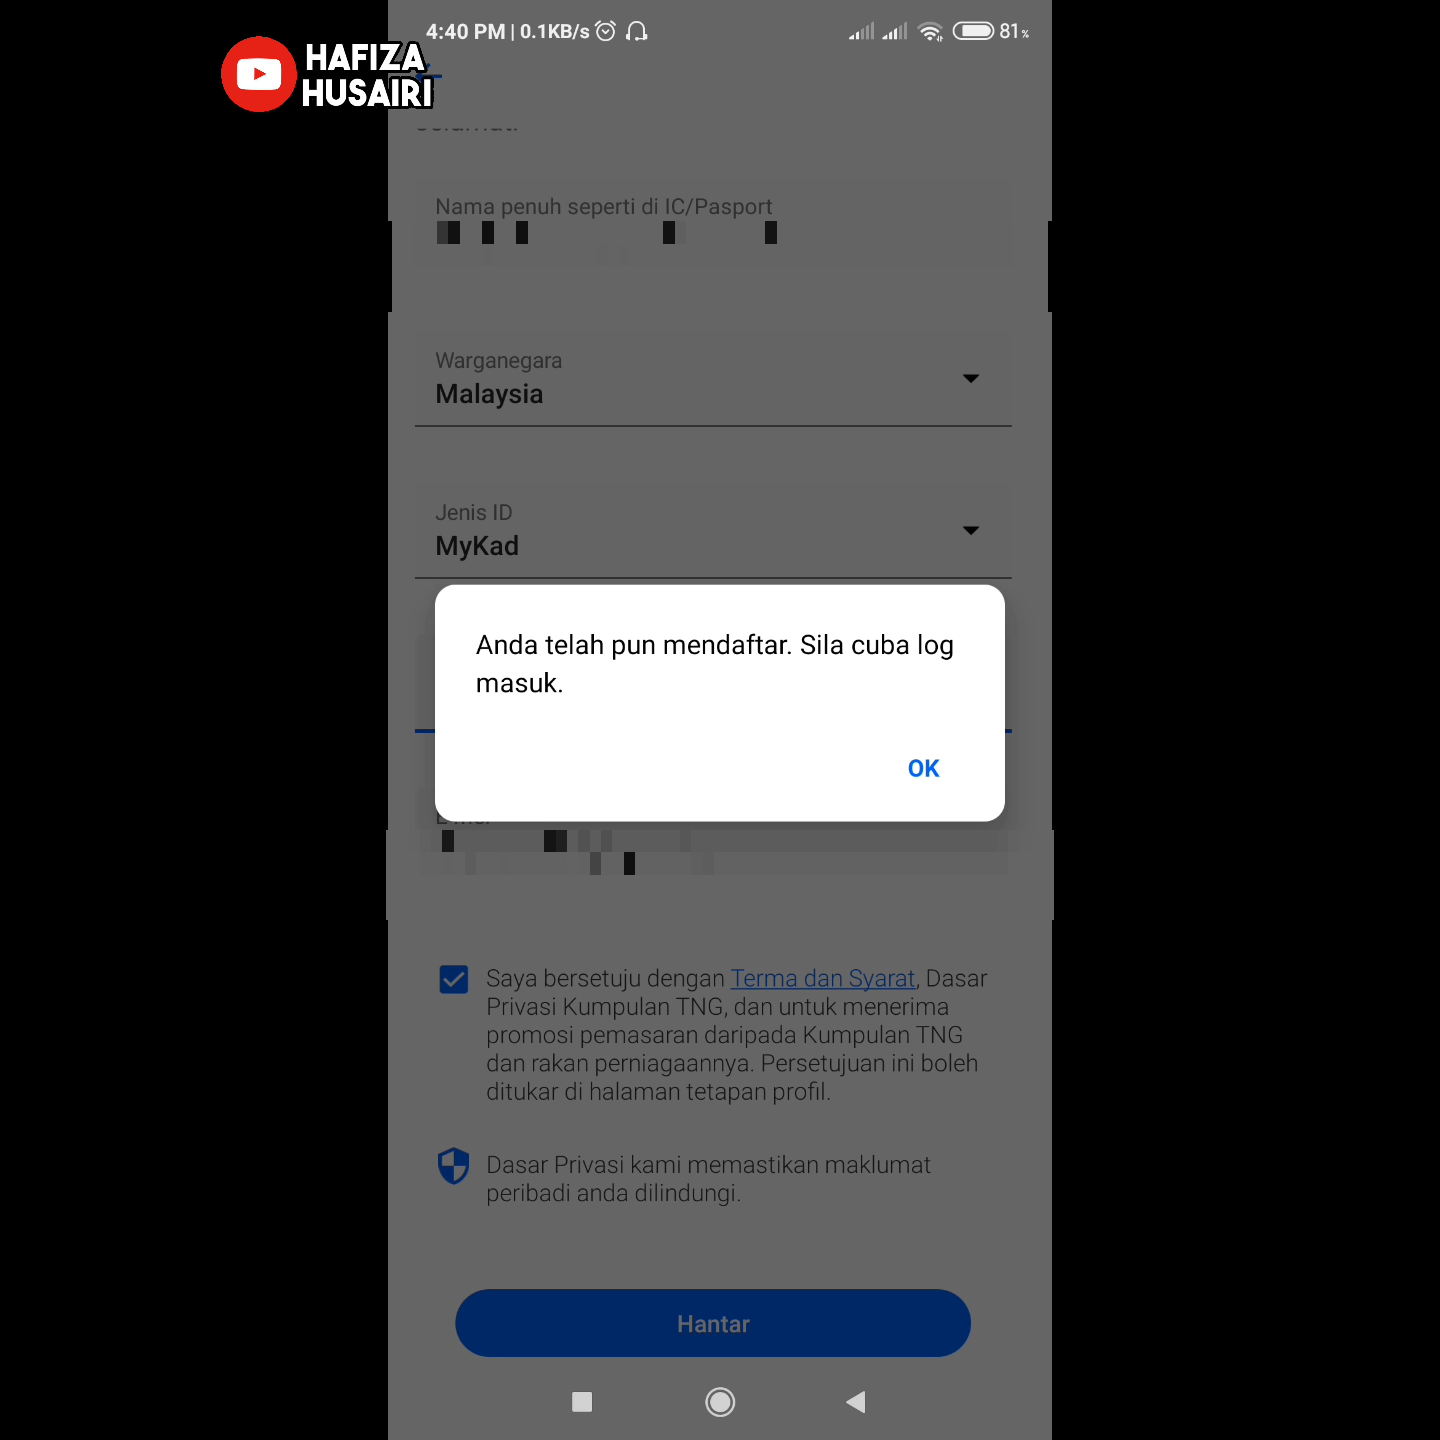 4:40 PM | 0.1KB/s
81%
HAFIZA
HUSAIRI
Nama penuh seperti di IC/Pasport
Warganegara
Malaysia
Jenis ID
MyKad
Anda telah pun mendaftar. Sila cuba log
masuk.
OK
Saya bersetuju dengan Terma dan Syarat, Dasar
Privasi Kumpulan TNG, dan untuk menerima
promosi pemasaran daripada Kumpulan TNG
dan rakan perniagaannya. Persetujuan ini boleh
ditukar di halaman tetapan profil.
Dasar Privasi kami memastikan maklumat
peribadi anda dilindungi.
Hantar